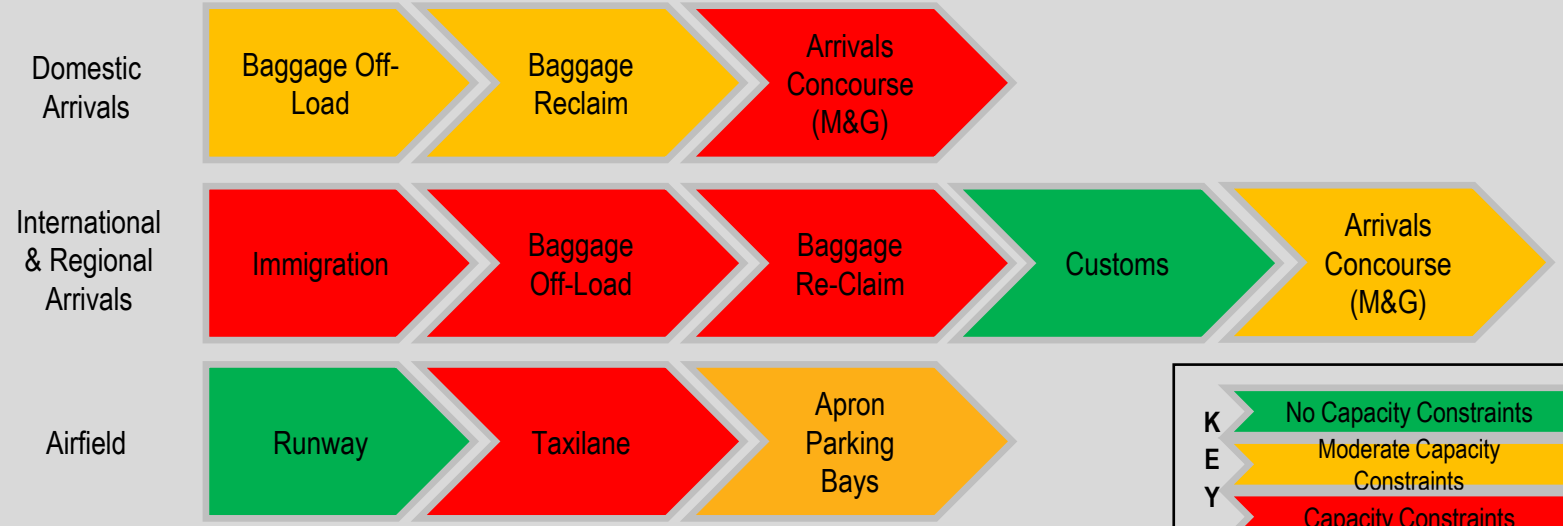 Domestic
Arrivals
Baggage Off-
Load
Baggage
Reclaim
Arrivals
Concourse
(M&G)
International
& Regional
Arrivals
Immigration
Baggage
Off-Load
Baggage
Re-Claim
Customs
Arrivals
Concourse
(M&G)
Airfield
Runway
Taxilane
Apron
Parking
Bays
K
E
Y
No Capacity Constraints
Moderate Capacity
Constraints
Capacity Constraints